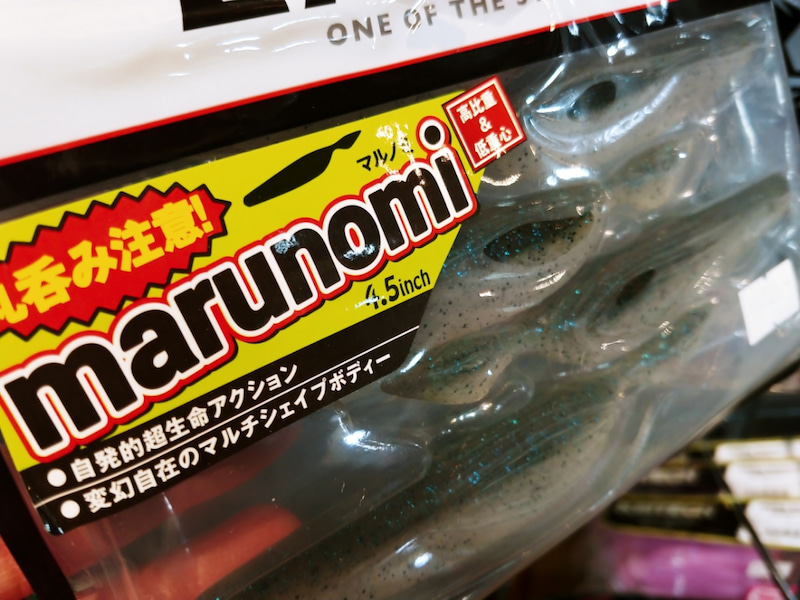 ONE OF THE
高比重
&
低重心
マルノミ
丸呑み注意!
marunomi
4.5inch
● 自発的超生命アクション
● 変幻自在のマルチシェイプボディー